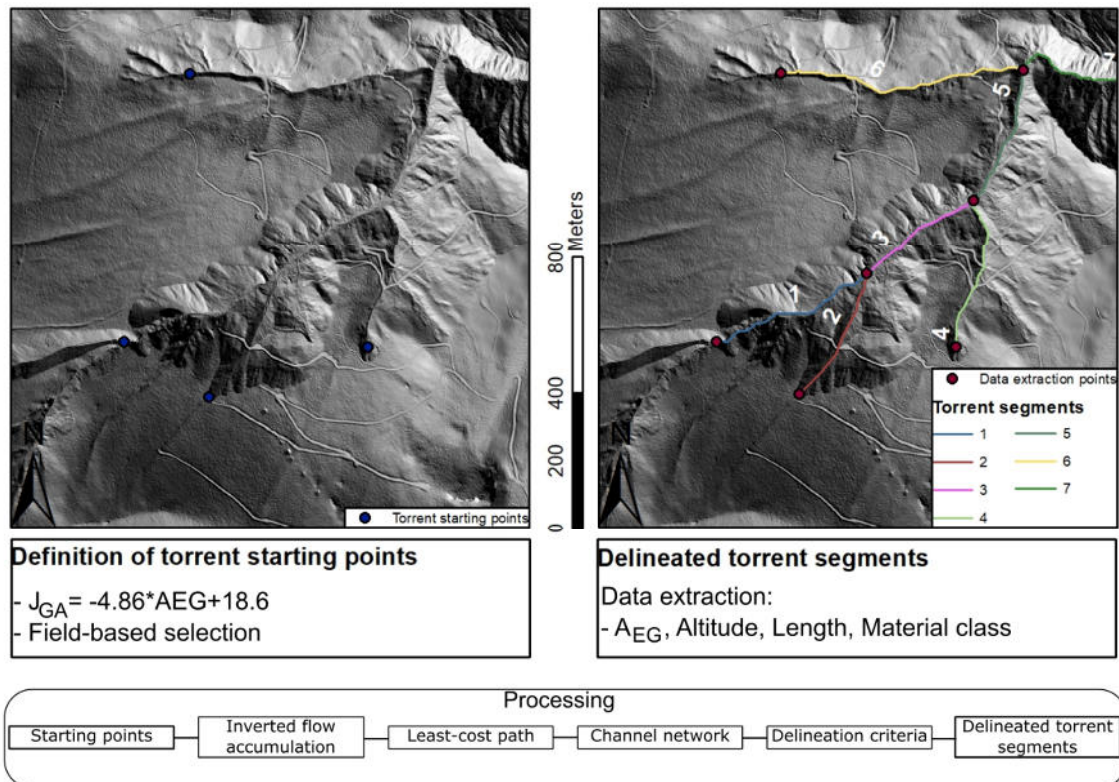 N
Torrent starting points
Meters
800
400
200
0
7
6
5
3
1
2
4
N
Data extraction points
Torrent segments
1
5
2
6
3
7
4
Definition of torrent starting points
- JGA= -4.86*AEG+18.6
- Field-based selection
Delineated torrent segments
Data extraction:
- AEG, Altitude, Length, Material class
Processing
Starting points
Inverted flow
accumulation
Least-cost path
Channel network
Delineation criteria
Delineated torrent
segments